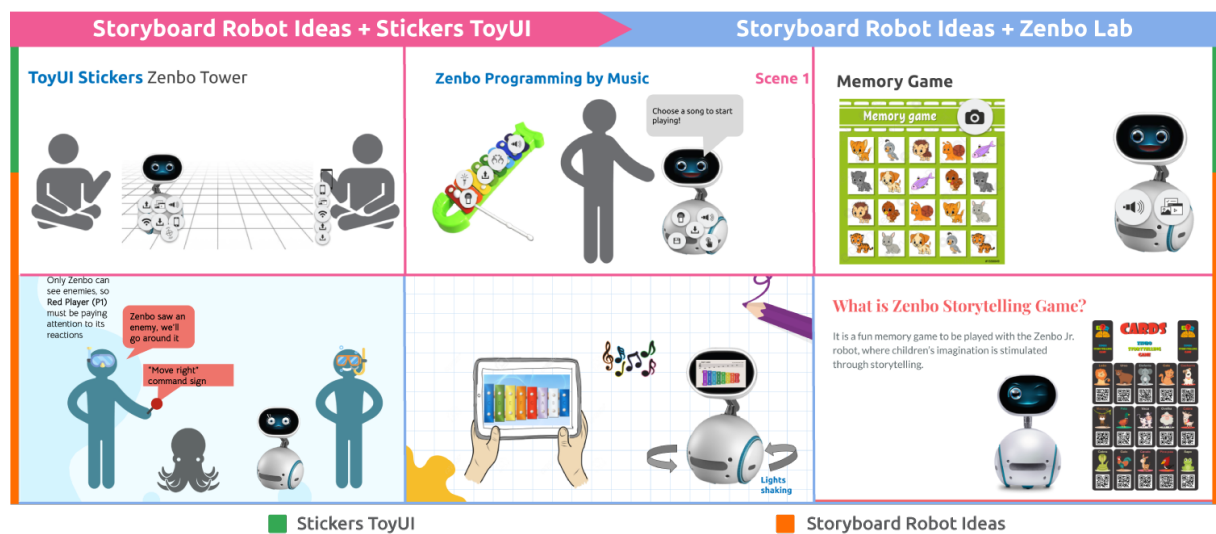 Storyboard Robot Ideas + Stickers ToyUI
Storyboard Robot Ideas + Zenbo Lab
ToyUI Stickers Zenbo Tower
Zenbo Programming by Music
Scene 1
Choose a song to start
playing!
Memory Game
Memory game
Only Zenbo can
see enemies, so
Red Player (P1)
must be paying
attention to its
reactions
Zenbo saw an
enemy, we'll
go around it
"Move right"
command sign
Lights
shaking
What is Zenbo Storytelling Game?
It is a fun memory game to be played with the Zenbo Jr.
robot, where children's imagination is stimulated
through storytelling.
CARDS
ZENBO
STORYTELLING
GAME
Stickers ToyUI
Storyboard Robot Ideas